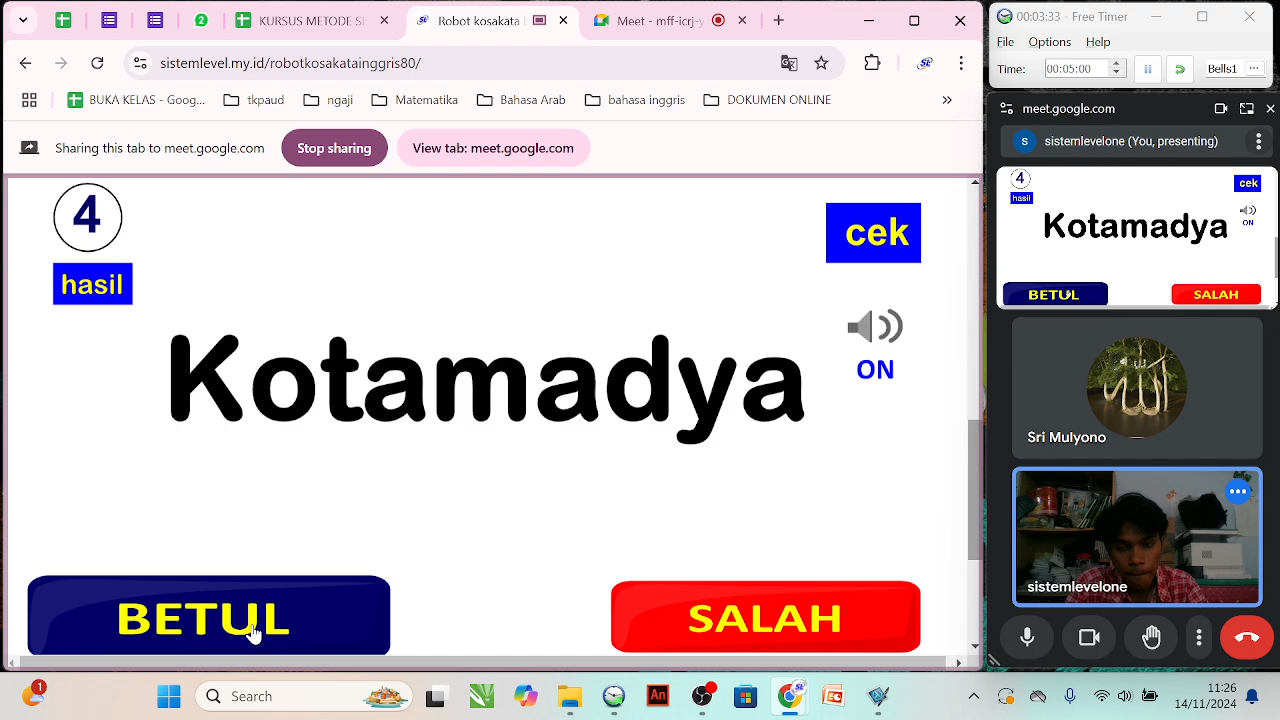 2
KURSUS METODE SI
Robot kosakata I
Meet - mff-icrj-y
sistemlevel.my.id/robotkosakatainggris80/
BUKA KELAS - Goog...
tkpaud
ngaji
Matematika
Bahasa Arab
bahasa inggris
DOKUMEN ONLINE
Sharing this tab to meet.google.com
Stop sharing
View tab: meet.google.com
4
cek
hasil
Kotamadya
ON
BETUL
SALAH
00:03:33 - Free Timer
File Options Help
Time: 00:05:00 Bells1 ...
meet.google.com
s
sistemlevelone (You, presenting)
4
cek
hasil
Kotamadya
ON
BETUL
SALAH
Sri Mulyono
sistemlevelone
1
Search
An
11:26
14/11/2024